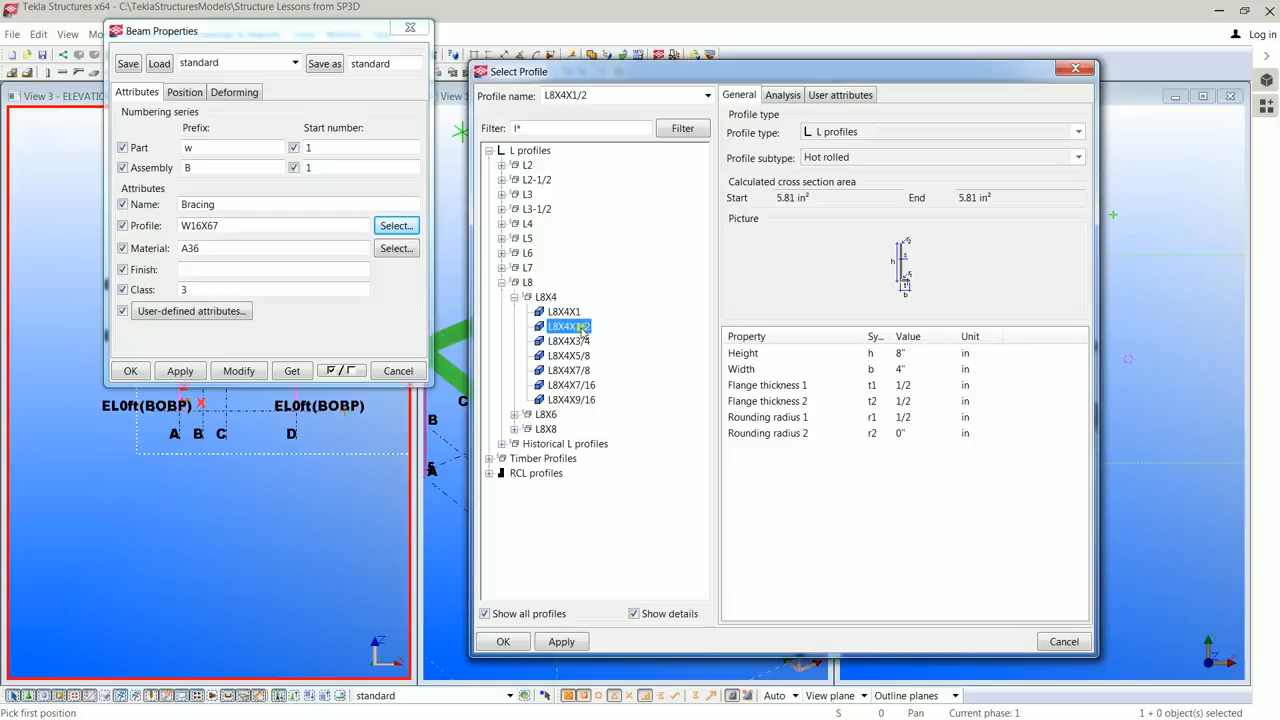 Tekla Structures x64 - C:\TeklaStructuresModels\Structure Lessons from SP3D
File Edit View Mo
Log in
View 3 - ELEVATIO
View 1
Beam Properties
Save Load standard Save as standard
Attributes Position Deforming
Numbering series
Prefix: Start number:
Part w 1
Assembly B 1
Attributes
Name: Bracing
Profile: W16X67 Select...
Material: A36 Select...
Finish:
Class: 3
User-defined attributes...
OK Apply Modify Get / Cancel
EL0ft(BOBP) EL0ft(BOBP)
A B C D
C
B
A
Select Profile
Profile name: L8X4X1/2
Filter: l* Filter
L profiles
L2
L2-1/2
L3
L3-1/2
L4
L5
L6
L7
L8
L8X4
L8X4X1
L8X4X1/2
L8X4X3/4
L8X4X5/8
L8X4X7/8
L8X4X7/16
L8X4X9/16
L8X6
L8X8
Historical L profiles
Timber Profiles
RCL profiles
Show all profiles Show details
OK Apply Cancel
General Analysis User attributes
Profile type
Profile type: L profiles
Profile subtype: Hot rolled
Calculated cross section area
Start 5.81 in² End 5.81 in²
Picture
h
b
Property Sy... Value Unit
Height h 8" in
Width b 4" in
Flange thickness 1 t1 1/2 in
Flange thickness 2 t2 1/2 in
Rounding radius 1 r1 1/2 in
Rounding radius 2 r2 0" in
standard Auto View plane Outline planes
Pick first position S 0 Pan Current phase: 1 1 + 0 object(s) selected